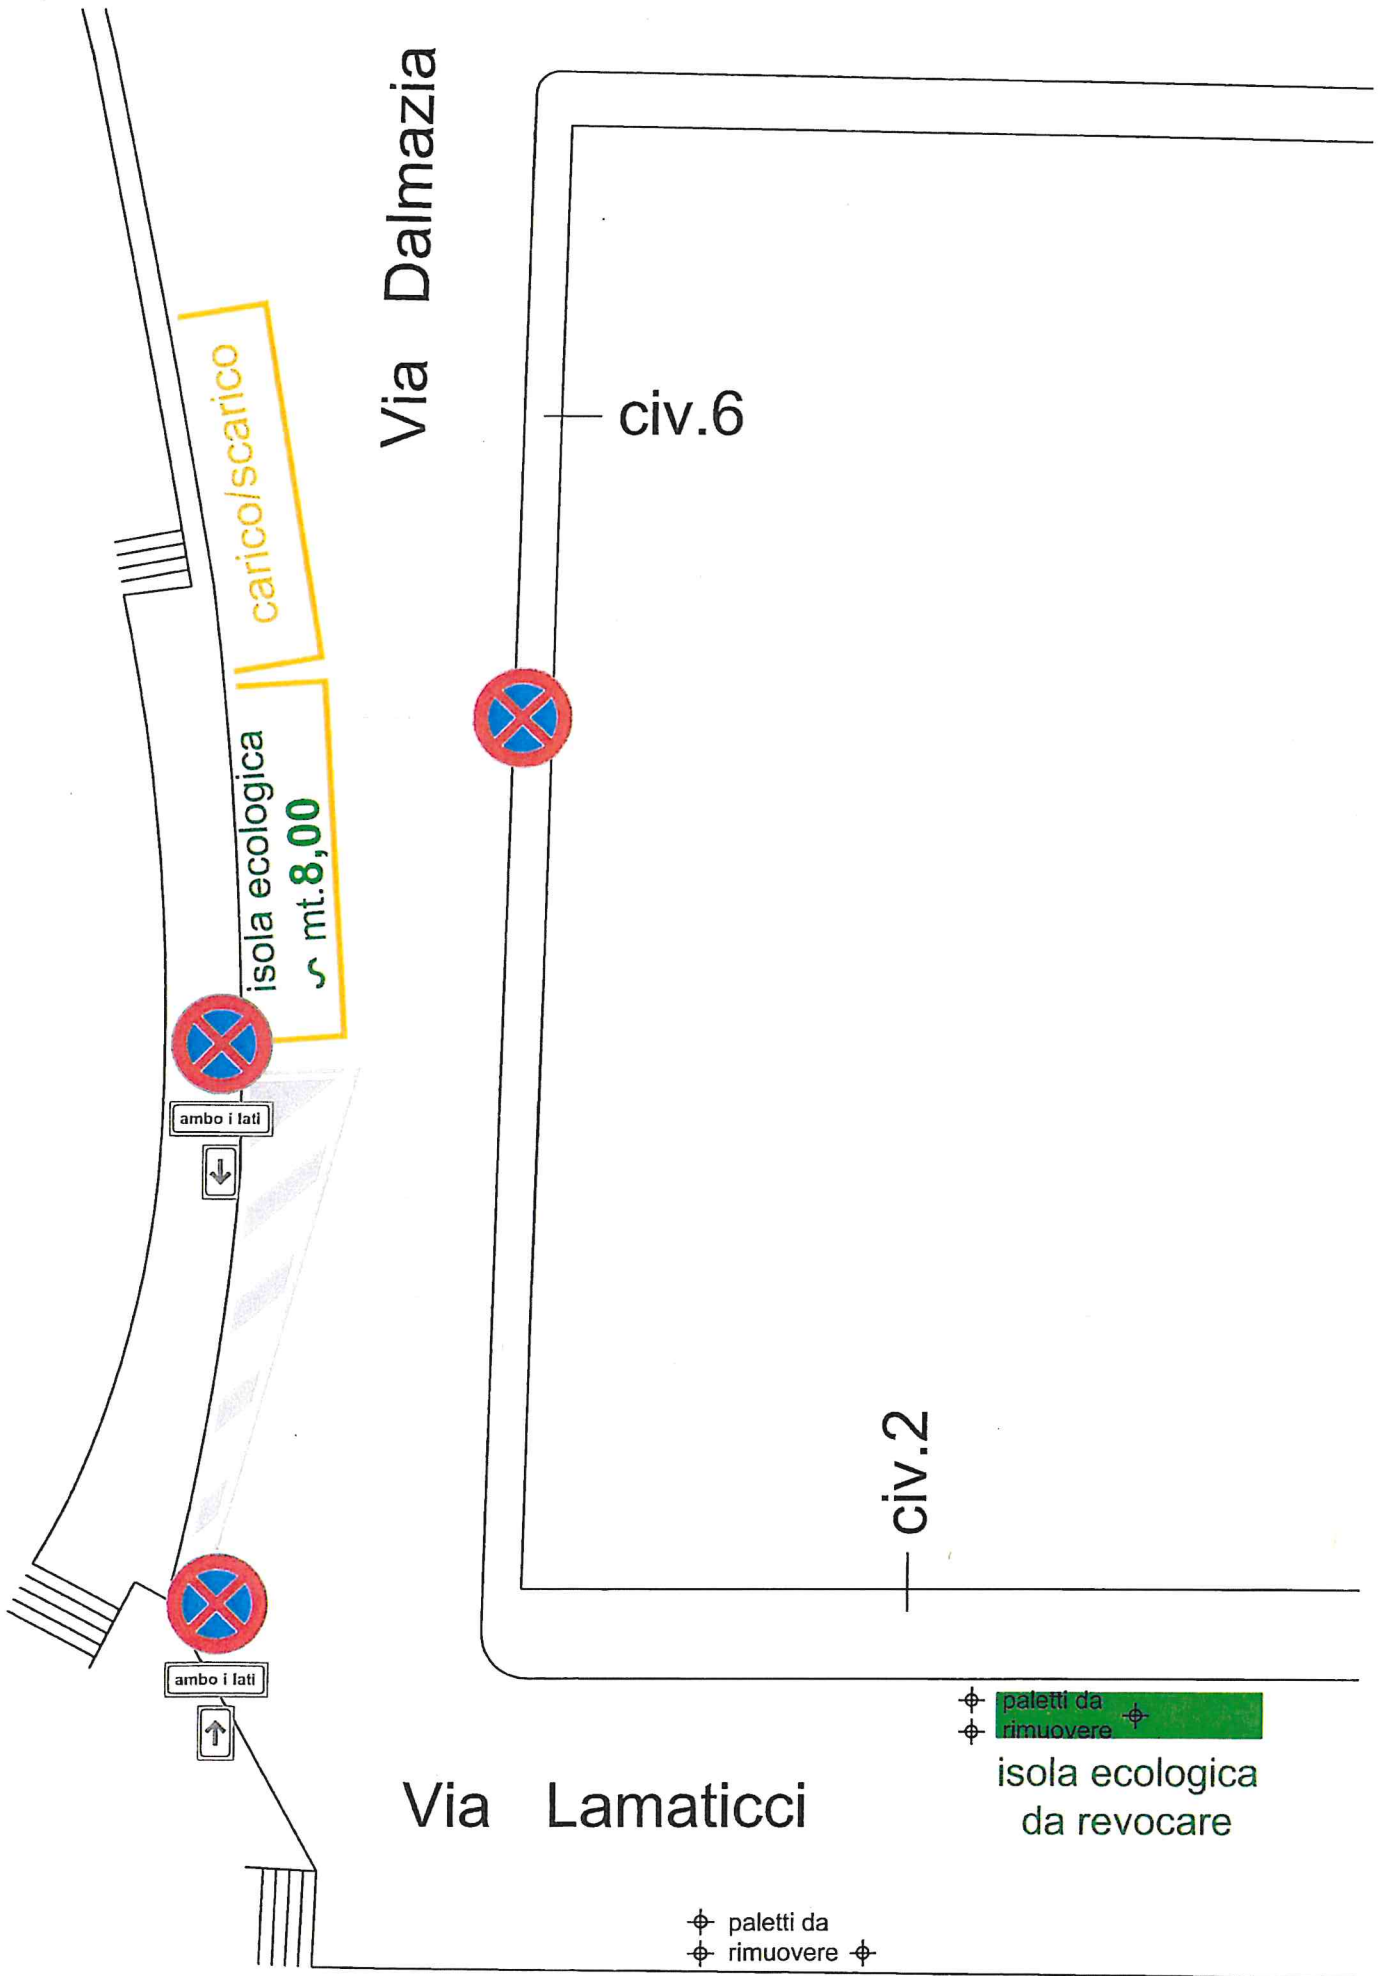 Via Dalmazia
civ.6
carico/scarico
isola ecologica
~ mt.8,00
ambo i lati
civ.2
ambo i lati
paletti da
rimuovere
isola ecologica
da revocare
Via Lamaticci
paletti da
rimuovere